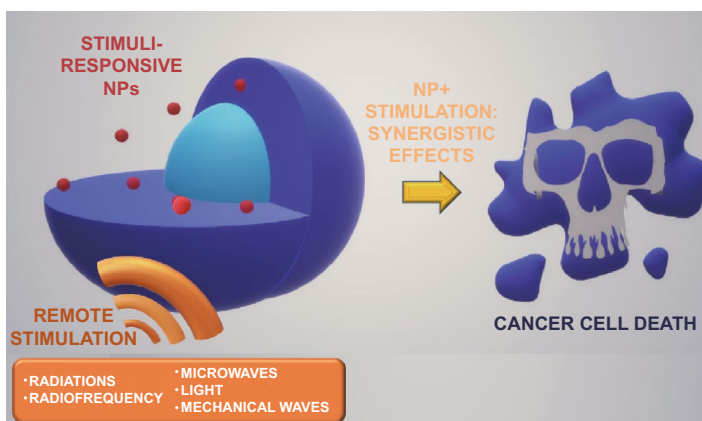 STIMULI-
RESPONSIVE
NPs
NP+
STIMULATION:
SYNERGISTIC
EFFECTS
REMOTE
STIMULATION
CANCER CELL DEATH
·RADIATIONS
·RADIOFREQUENCY
·MICROWAVES
·LIGHT
·MECHANICAL WAVES